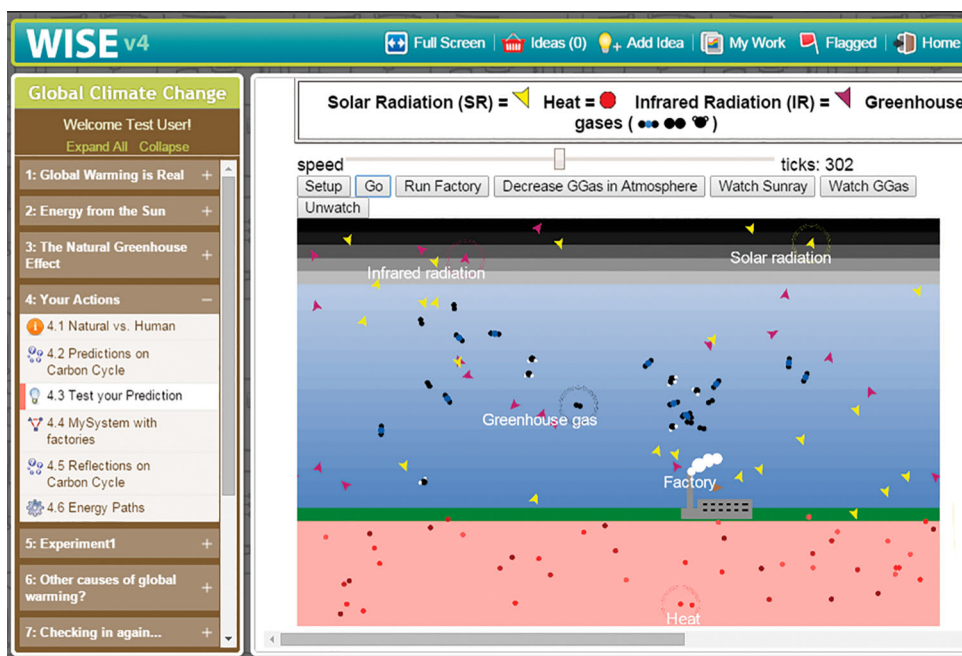 WISE v4
Full Screen
Ideas (0)
Add Idea
My Work
Flagged
Home
Global Climate Change
Welcome Test User!
Expand All Collapse
1: Global Warming is Real +
2: Energy from the Sun +
3: The Natural Greenhouse
Effect +
4: Your Actions −
4.1 Natural vs. Human
4.2 Predictions on
Carbon Cycle
4.3 Test your Prediction
4.4 MySystem with
factories
4.5 Reflections on
Carbon Cycle
4.6 Energy Paths
5: Experiment1 +
6: Other causes of global
warming? +
7: Checking in again... +
Solar Radiation (SR) = Heat = Infrared Radiation (IR) = Greenhouse
gases ( )
speed
ticks: 302
Setup
Go
Run Factory
Decrease GGas in Atmosphere
Watch Sunray
Watch GGas
Unwatch
Infrared radiation
Solar radiation
Greenhouse gas
Factory
Heat